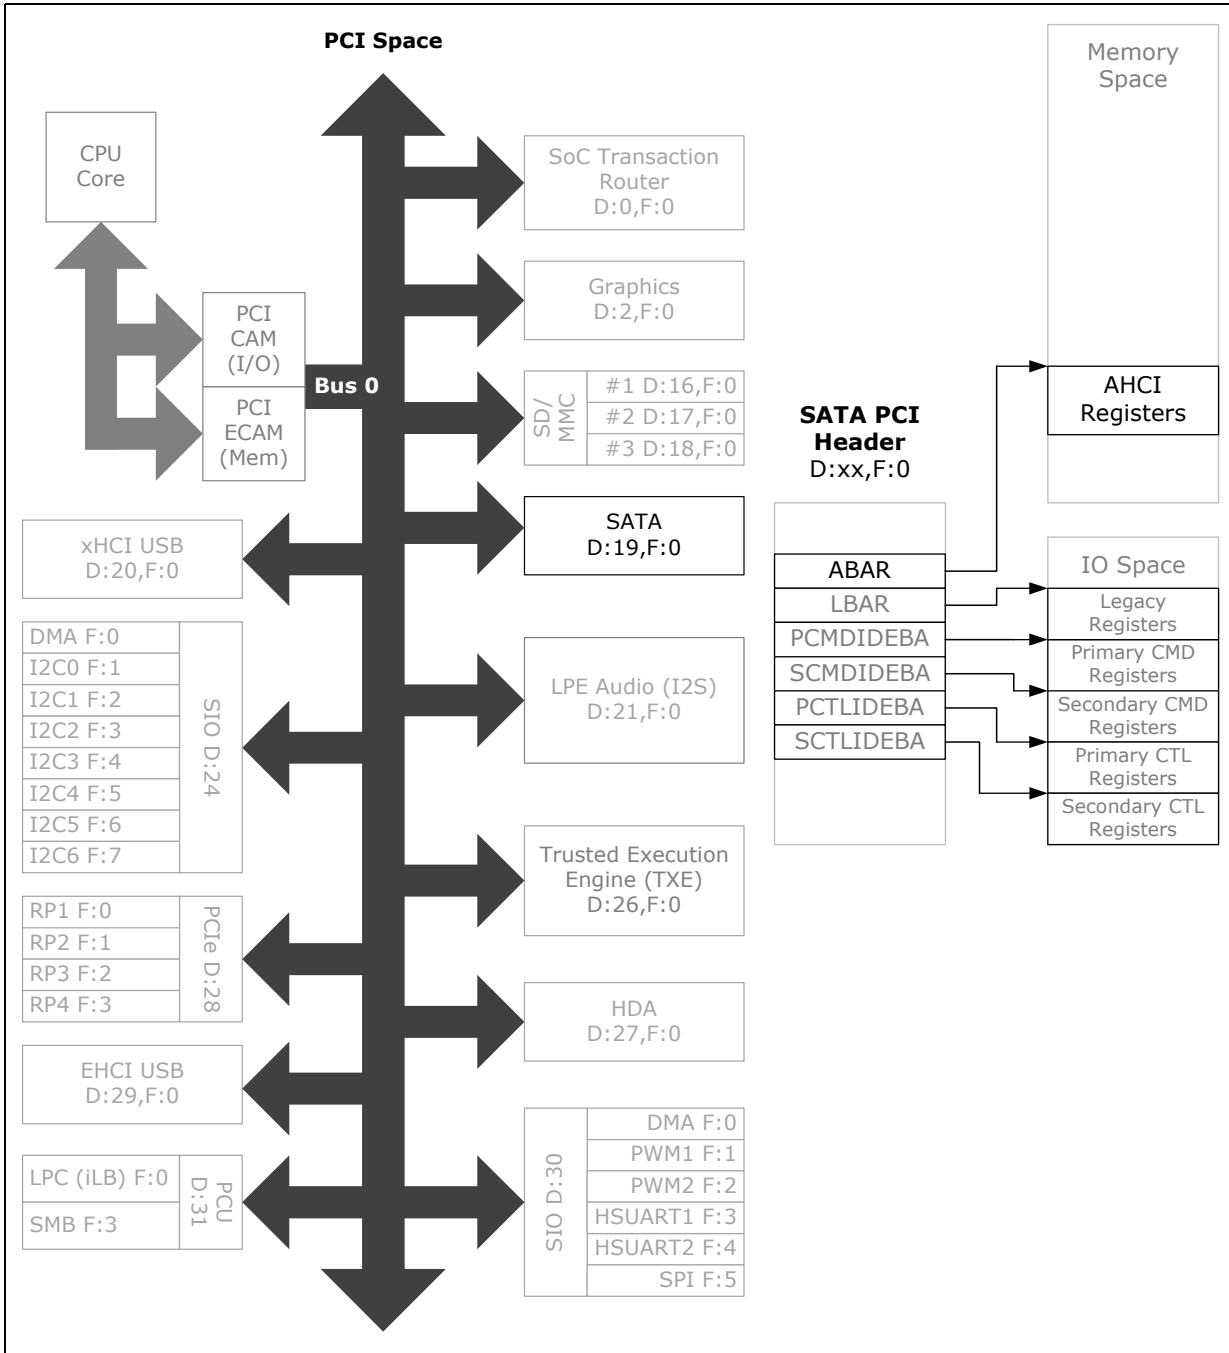 PCI Space
Memory
Space
CPU
Core
SoC Transaction
Router
D:0,F:0
Graphics
D:2,F:0
PCI
CAM
(I/O)
Bus 0
PCI
ECAM
(Mem)
SD/
MMC
#1 D:16,F:0
#2 D:17,F:0
#3 D:18,F:0
SATA PCI
Header
D:xx,F:0
AHCI
Registers
SATA
D:19,F:0
xHCI USB
D:20,F:0
ABAR
LBAR
PCMDIDEBA
SCMDIDEBA
PCTLIDEBA
SCTLIDEBA
IO Space
Legacy
Registers
Primary CMD
Registers
Secondary CMD
Registers
Primary CTL
Registers
Secondary CTL
Registers
DMA F:0
I2C0 F:1
I2C1 F:2
I2C2 F:3
I2C3 F:4
I2C4 F:5
I2C5 F:6
I2C6 F:7
SIO D:24
LPE Audio (I2S)
D:21,F:0
Trusted Execution
Engine (TXE)
D:26,F:0
RP1 F:0
RP2 F:1
RP3 F:2
RP4 F:3
PCIe D:28
HDA
D:27,F:0
EHCI USB
D:29,F:0
SIO D:30
DMA F:0
PWM1 F:1
PWM2 F:2
HSUART1 F:3
HSUART2 F:4
SPI F:5
LPC (iLB) F:0
SMB F:3
PCU
D:31